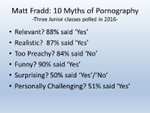 Matt Fradd: 10 Myths of Pornography
-Three Junior classes polled in 2016-
• Relevant? 88% said ‘Yes’
• Realistic?  87% said ‘Yes’
• Too Preachy? 84% said ‘No’
• Funny? 90% said ‘Yes’
• Surprising? 50% said ‘Yes’/‘No’
• Personally Challenging? 51% said ‘Yes’